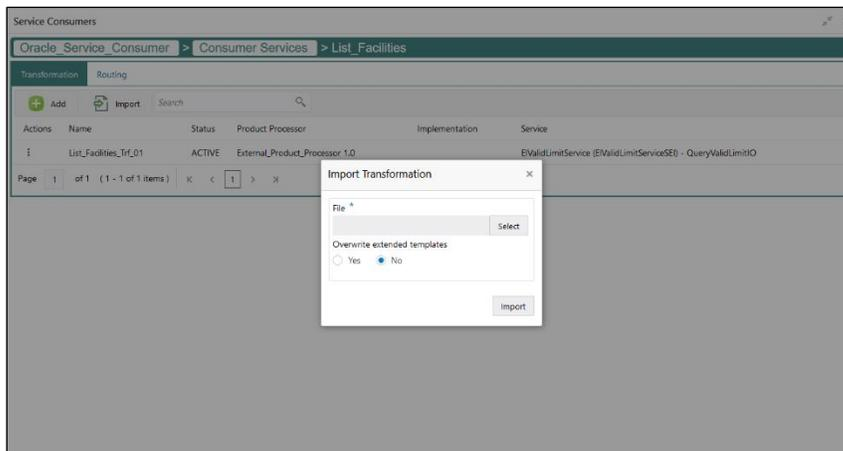 Service Consumers
Oracle_Service_Consumer > Consumer Services > List_Facilities
Transformation Routing
Add Import Search
Actions Name Status Product Processor Implementation Service
List_Facilities_Trf_01 ACTIVE External_Product_Processor 1.0 ElValidLimitService (ElValidLimitServiceSEI) - QueryValidLimitIO
Page 1 of 1 (1 - 1 of 1 items) 1
Import Transformation
File *
Select
Overwrite extended templates
Yes No
Import